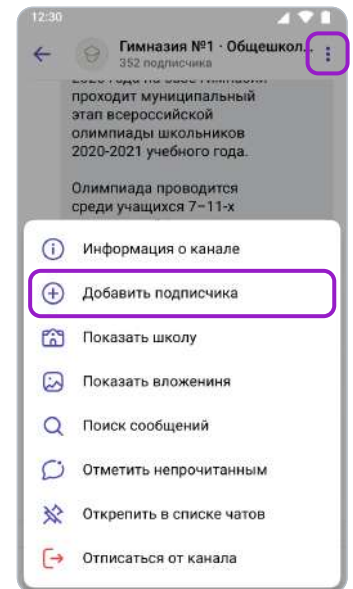 12:30
Гимназия №1 · Общешкол..
352 подписчика
2020 года на базе гимназии
проходит муниципальный
этап всероссийской
олимпиады школьников
2020-2021 учебного года.
Олимпиада проводится
среди учащихся 7–11-х
Информация о канале
Добавить подписчика
Показать школу
Показать вложениня
Поиск сообщений
Отметить непрочитанным
Открепить в списке чатов
Отписаться от канала